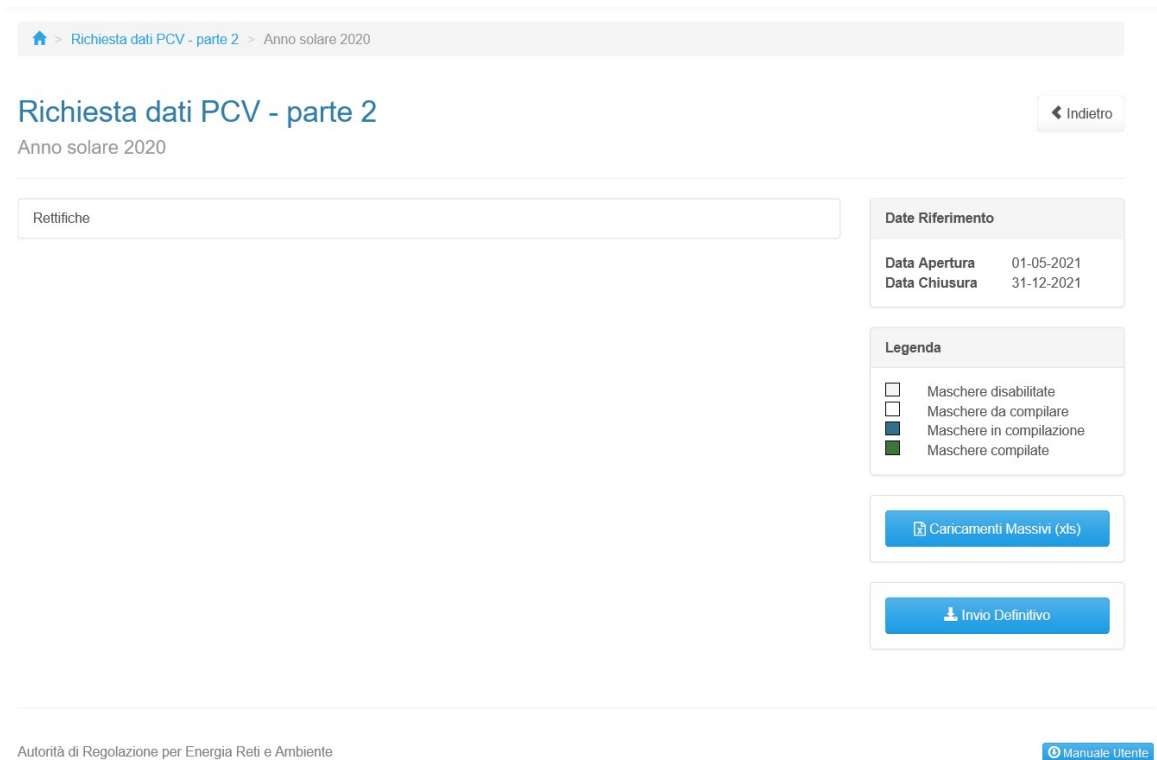 > Richiesta dati PCV - parte 2 > Anno solare 2020
Richiesta dati PCV - parte 2
Indietro
Anno solare 2020
Rettifiche
Date Riferimento
Data Apertura 01-05-2021
Data Chiusura 31-12-2021
Legenda
Maschere disabilitate
Maschere da compilare
Maschere in compilazione
Maschere compilate
Caricamenti Massivi (xls)
Invio Definitivo
Autorità di Regolazione per Energia Reti e Ambiente
Manuale Utente